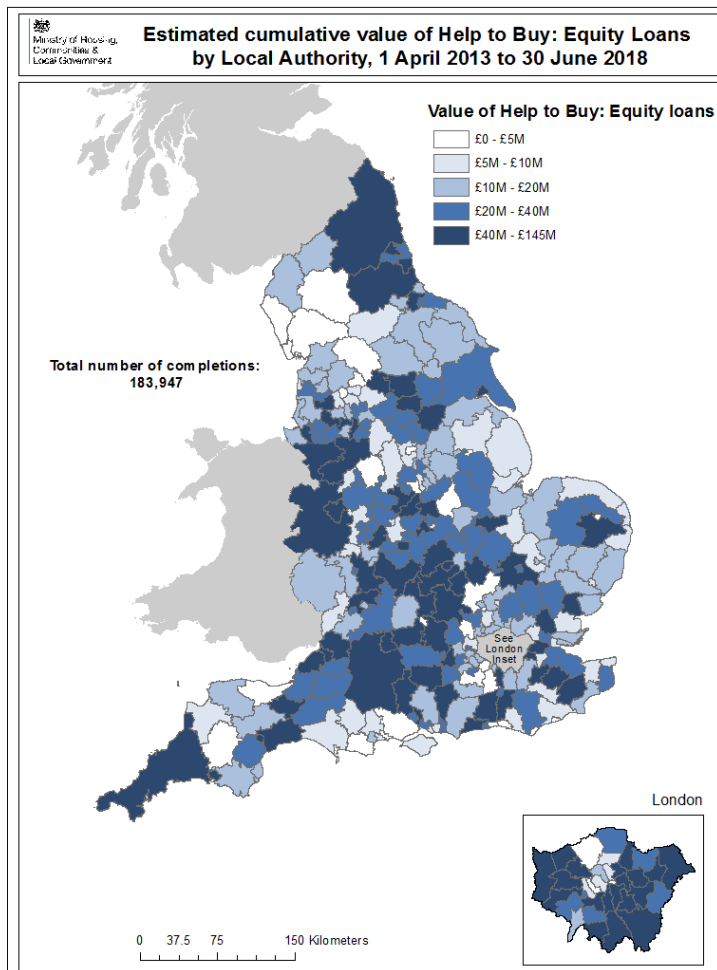 Ministry of Housing,
Communities &
Local Government
Estimated cumulative value of Help to Buy: Equity Loans
by Local Authority, 1 April 2013 to 30 June 2018
Value of Help to Buy: Equity loans
£0 - £5M
£5M - £10M
£10M - £20M
£20M - £40M
£40M - £145M
Total number of completions:
183,947
See
London
Inset
London
0 37.5 75 150 Kilometers